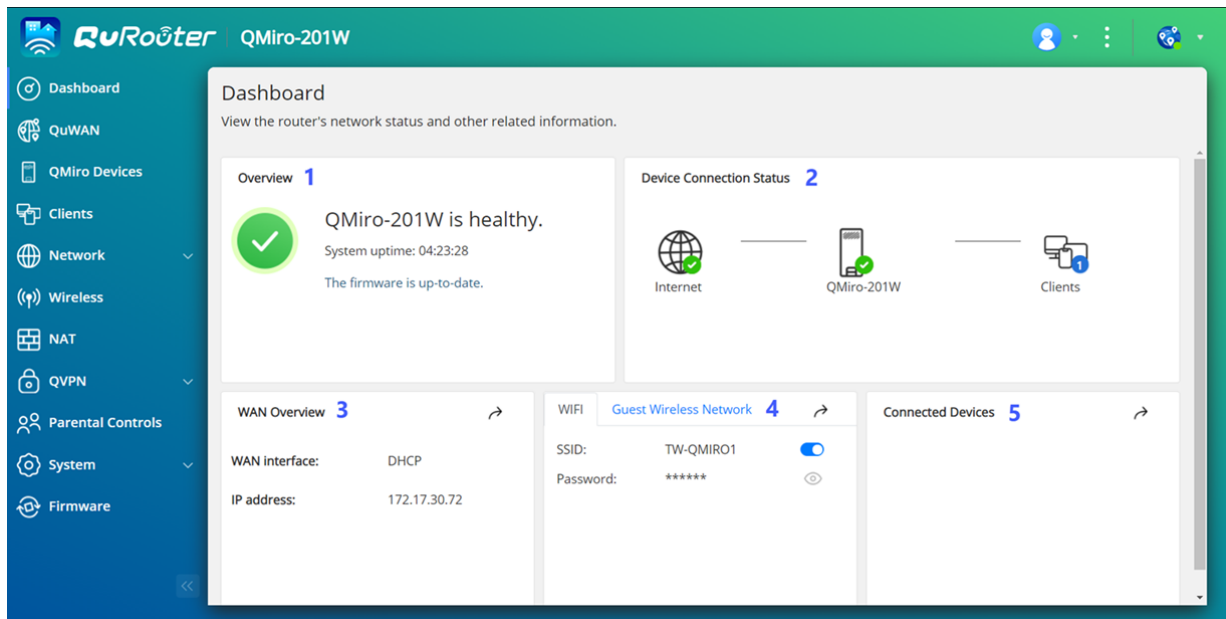 QuRouter QMiro-201W
Dashboard
QuWAN
QMiro Devices
Clients
Network
Wireless
NAT
QVPN
Parental Controls
System
Firmware
Dashboard
View the router's network status and other related information.
Overview 1
QMiro-201W is healthy.
System uptime: 04:23:28
The firmware is up-to-date.
Device Connection Status 2
Internet
QMiro-201W
1
Clients
WAN Overview 3
WAN interface: DHCP
IP address: 172.17.30.72
WIFI Guest Wireless Network 4
SSID: TW-QMIRO1
Password: ******
Connected Devices 5